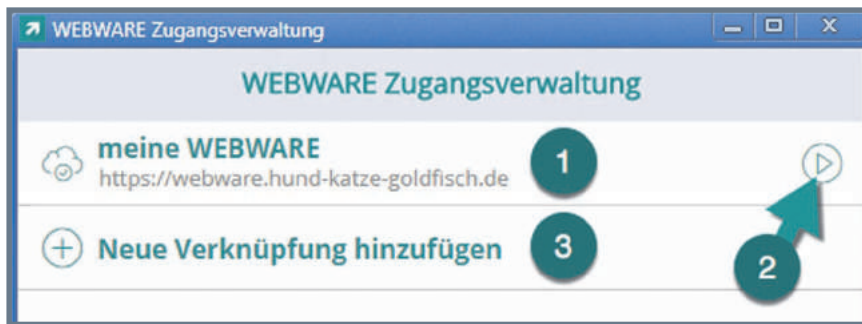 WEBWARE Zugangsverwaltung
WEBWARE Zugangsverwaltung
meine WEBWARE
1
https://webware.hund-katze-goldfisch.de
Neue Verknüpfung hinzufügen
3
2